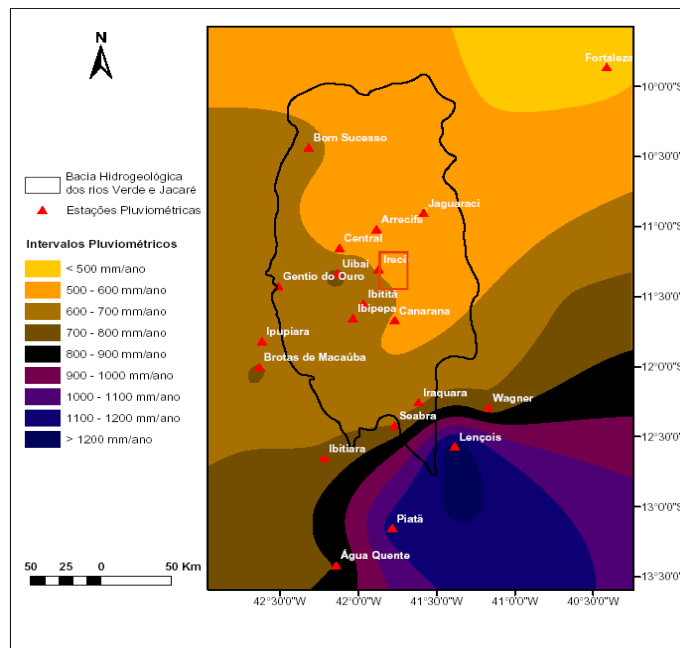 N
Bacia Hidrogeológica
dos rios Verde e Jacaré
Estações Pluviométricas
Intervalos Pluviométricos
< 500 mm/ano
500 - 600 mm/ano
600 - 700 mm/ano
700 - 800 mm/ano
800 - 900 mm/ano
900 - 1000 mm/ano
1000 - 1100 mm/ano
1100 - 1200 mm/ano
> 1200 mm/ano
50 25 0 50 Km
Fortaleza
Bom Sucesso
Jaguaraci
Arrecife
Central
Irecê
Uibai
Gentio do Ouro
Ibititá
Ibipepa
Canarana
Ipupiara
Brotas de Macaúba
Iraquara
Wagner
Seabra
Lençois
Ibitiara
Piatã
Água Quente
10°0'0"S
10°30'0"S
11°0'0"S
11°30'0"S
12°0'0"S
12°30'0"S
13°0'0"S
13°30'0"S
42°30'0"W
42°0'0"W
41°30'0"W
41°0'0"W
40°30'0"W